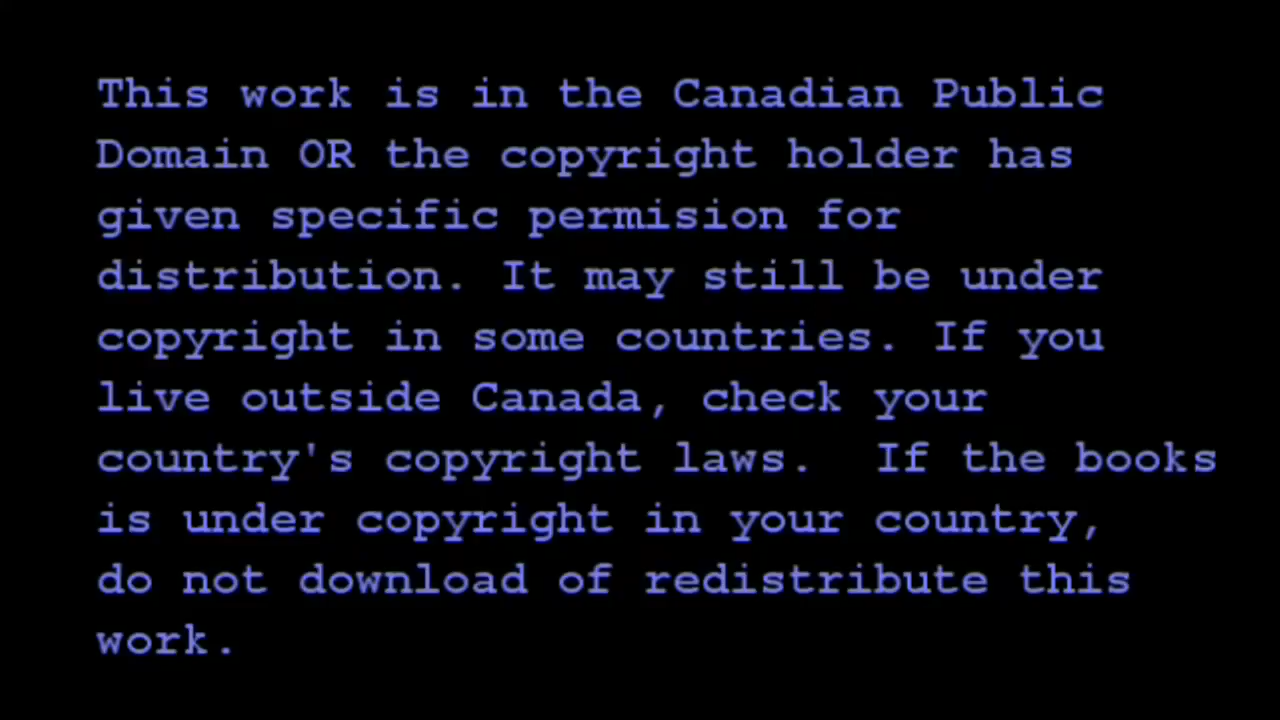 This work is in the Canadian Public
Domain OR the copyright holder has
given specific permision for
distribution. It may still be under
copyright in some countries. If you
live outside Canada, check your
country's copyright laws.  If the books
is under copyright in your country,
do not download of redistribute this
work.